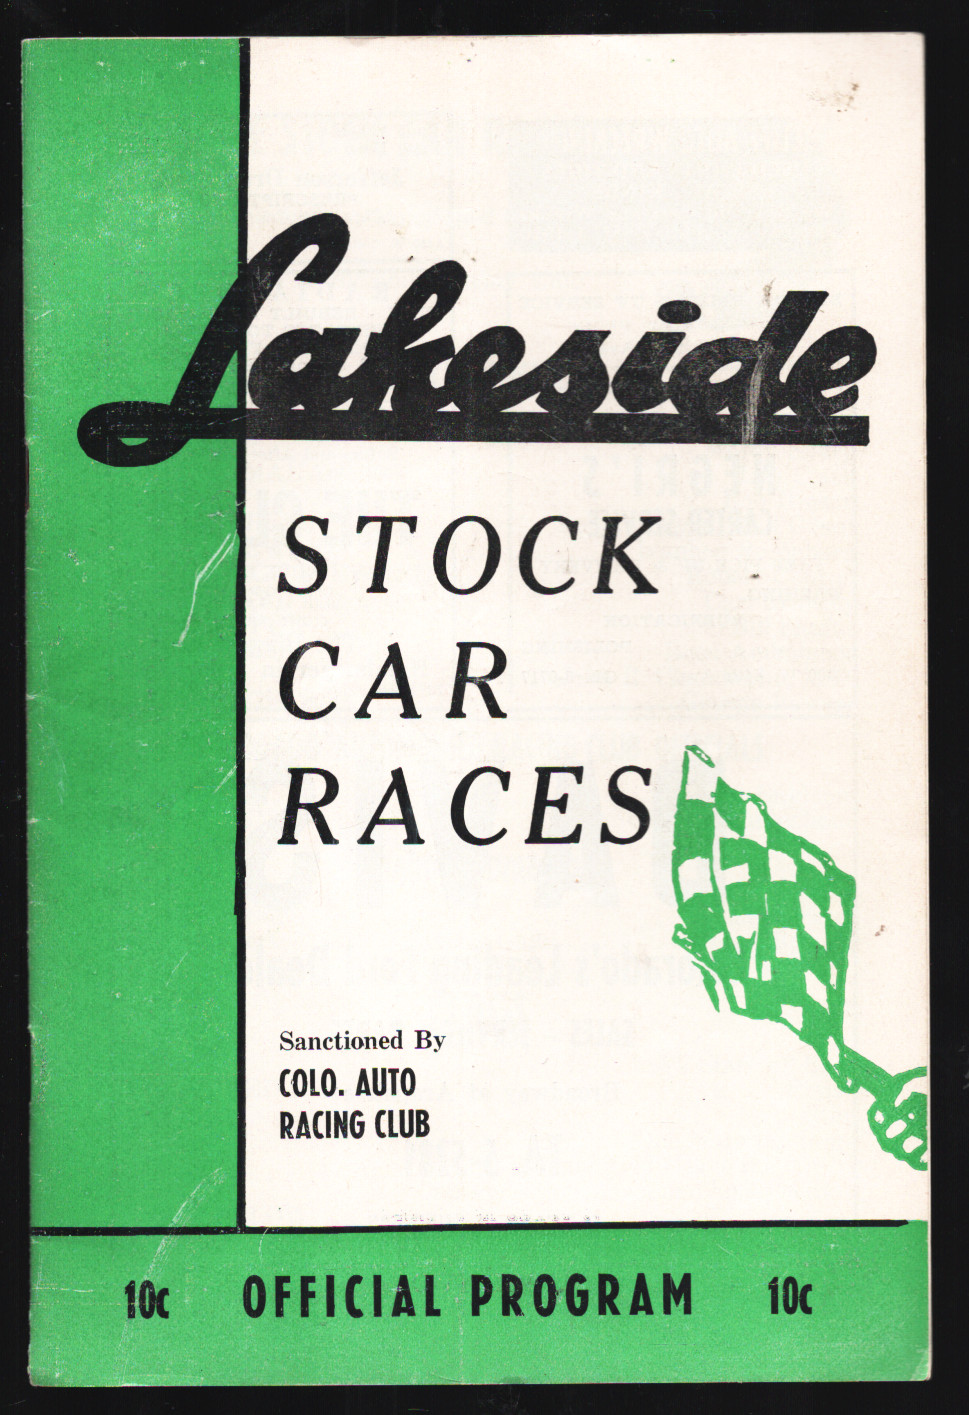 Lakeside
STOCK
CAR
RACES
Sanctioned By
COLO. AUTO
RACING CLUB
10c OFFICIAL PROGRAM 10c